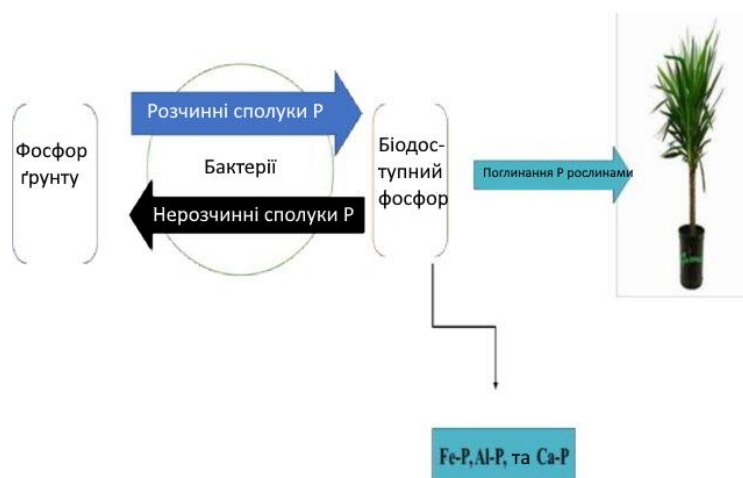 Розчинні сполуки Р
Фосфор
ґрунту
Бактерії
Біодос-
тупний
фосфор
Поглинання Р рослинами
Нерозчинні сполуки Р
Fe-P, Al-P, та Ca-P